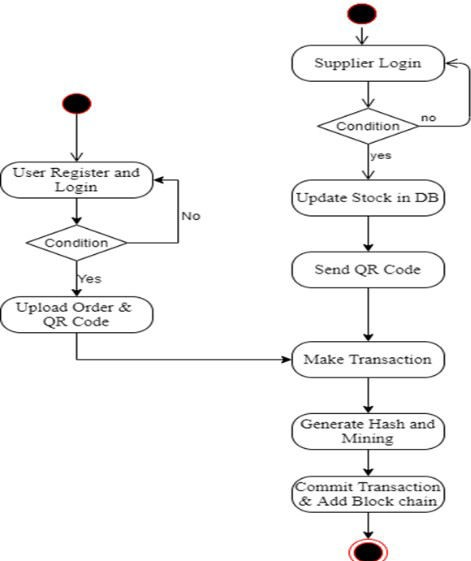 Supplier Login
Condition
no
yes
Update Stock in DB
Send QR Code
User Register and
Login
Condition
No
Yes
Upload Order &
QR Code
Make Transaction
Generate Hash and
Mining
Commit Transaction
& Add Block chain